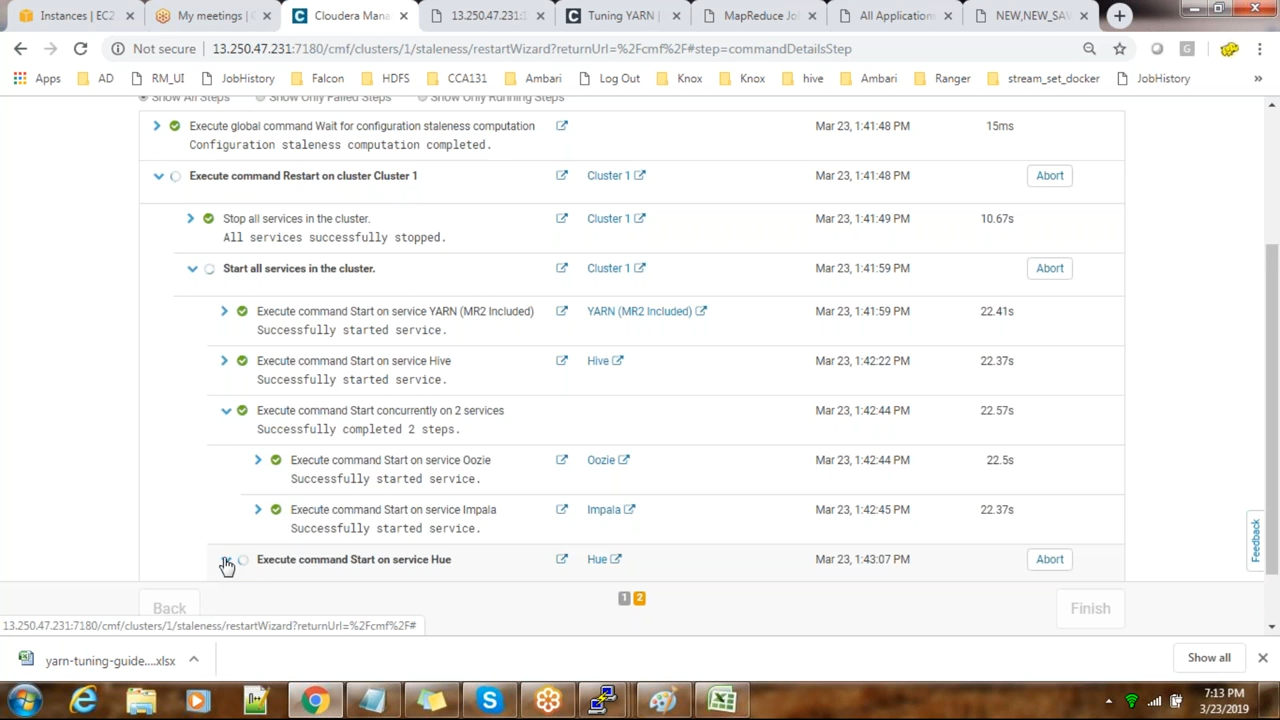 Instances | EC2
My meetings | G
Cloudera Mana
13.250.47.231:
Tuning YARN |
MapReduce Jo
All Application
NEW,NEW_SAV
Not secure | 13.250.47.231:7180/cmf/clusters/1/staleness/restartWizard?returnUrl=%2Fcmf%2F#step=commandDetailsStep
Apps AD RM_UI JobHistory Falcon HDFS CCA131 Ambari Log Out Knox Knox hive Ambari Ranger stream_set_docker JobHistory »
Show All Steps Show Only Failed Steps Show Only Running Steps
Execute global command Wait for configuration staleness computation Mar 23, 1:41:48 PM 15ms
Configuration staleness computation completed.
Execute command Restart on cluster Cluster 1 Cluster 1 Mar 23, 1:41:48 PM Abort
Stop all services in the cluster. Cluster 1 Mar 23, 1:41:49 PM 10.67s
All services successfully stopped.
Start all services in the cluster. Cluster 1 Mar 23, 1:41:59 PM Abort
Execute command Start on service YARN (MR2 Included) YARN (MR2 Included) Mar 23, 1:41:59 PM 22.41s
Successfully started service.
Execute command Start on service Hive Hive Mar 23, 1:42:22 PM 22.37s
Successfully started service.
Execute command Start concurrently on 2 services Mar 23, 1:42:44 PM 22.57s
Successfully completed 2 steps.
Execute command Start on service Oozie Oozie Mar 23, 1:42:44 PM 22.5s
Successfully started service.
Execute command Start on service Impala Impala Mar 23, 1:42:45 PM 22.37s
Successfully started service.
Feedback
Execute command Start on service Hue Hue Mar 23, 1:43:07 PM Abort
Back 1 2 Finish
13.250.47.231:7180/cmf/clusters/1/staleness/restartWizard?returnUrl=%2Fcmf%2F#
yarn-tuning-guide....xlsx Show all
7:13 PM
3/23/2019